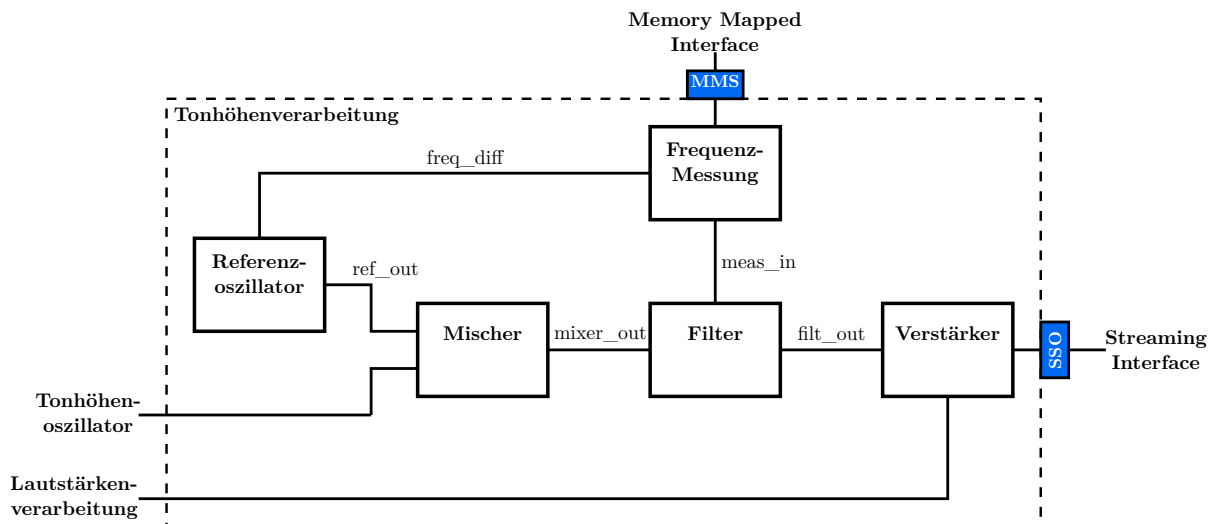 Memory Mapped
Interface
MMS
Tonhöhenverarbeitung
Frequenz-
Messung
freq_diff
Referenz-
oszillator
ref_out
meas_in
Mischer
mixer_out
Filter
filt_out
Verstärker
SSO
Streaming
Interface
Tonhöhen-
oszillator
Lautstärken-
verarbeitung